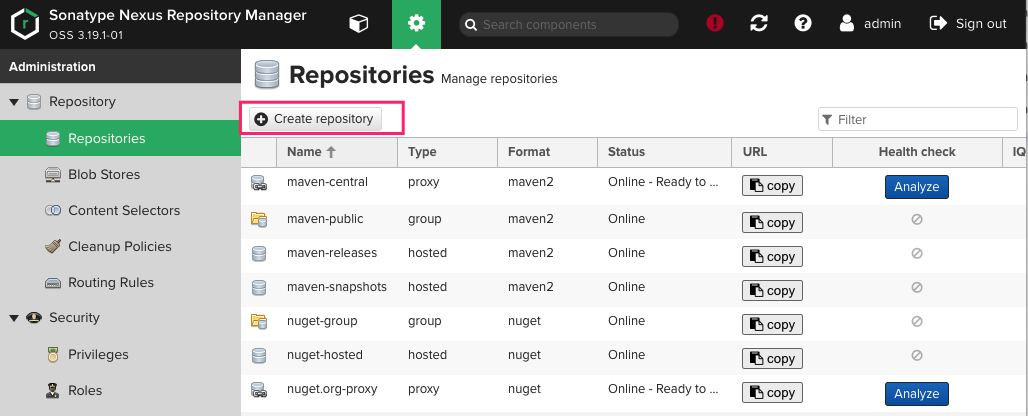 Sonatype Nexus Repository Manager
OSS 3.19.1-01
Search components
admin
Sign out
Administration
Repository
Repositories
Blob Stores
Content Selectors
Cleanup Policies
Routing Rules
Security
Privileges
Roles
Repositories Manage repositories
Create repository
Filter
Name Type Format Status URL Health check IQ
maven-central proxy maven2 Online - Ready to ... copy Analyze
maven-public group maven2 Online copy
maven-releases hosted maven2 Online copy
maven-snapshots hosted maven2 Online copy
nuget-group group nuget Online copy
nuget-hosted hosted nuget Online copy
nuget.org-proxy proxy nuget Online - Ready to ... copy Analyze